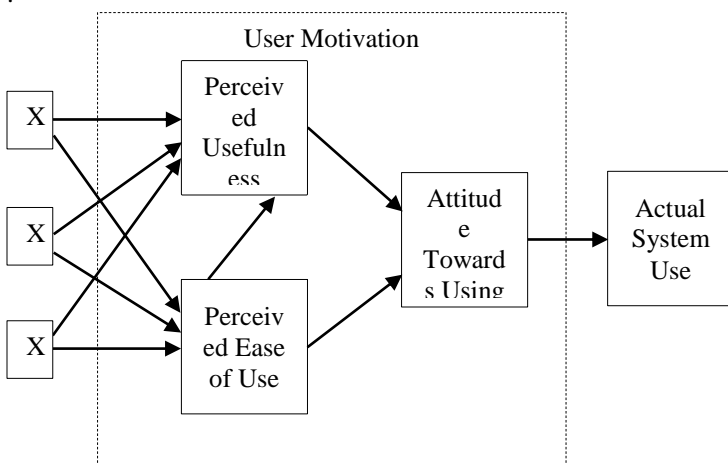 User Motivation
X
X
X
Perceiv
ed
Usefuln
ess
Perceiv
ed Ease
of Use
Attitud
e
Toward
s Using
Actual
System
Use